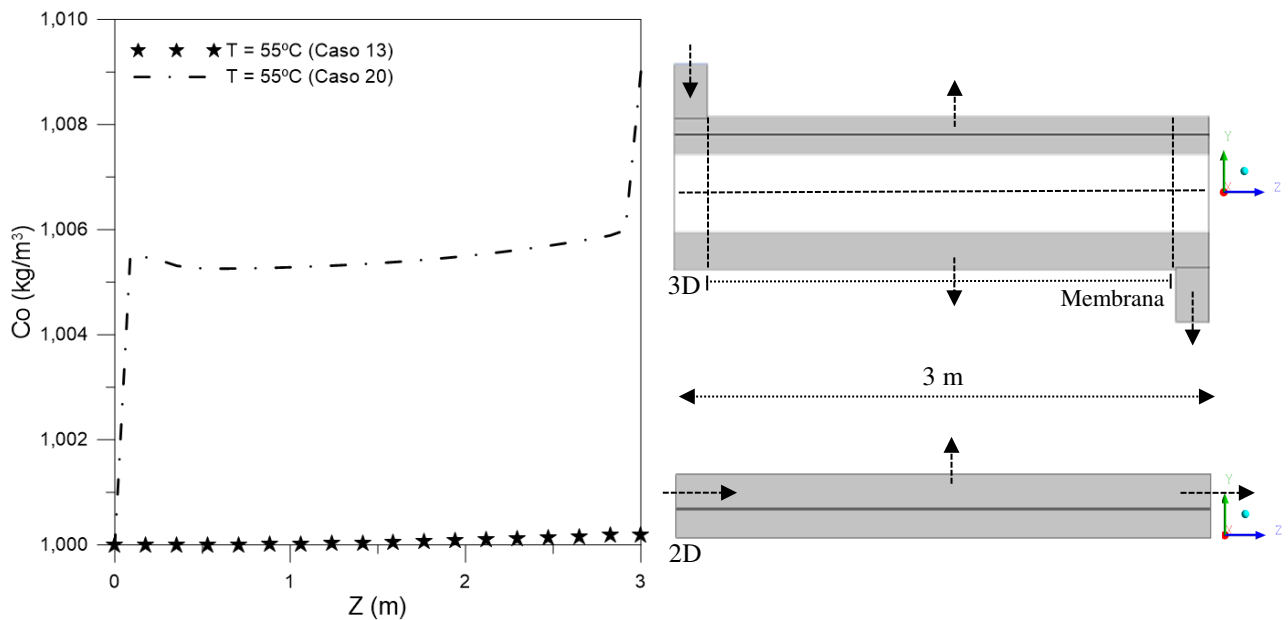 1,010
1,008
1,006
1,004
1,002
1,000
Co (kg/m³)
0
1
2
3
Z (m)
T = 55ºC (Caso 13)
T = 55ºC (Caso 20)
Y
Z
X
3D
Membrana
3 m
Y
Z
X
2D